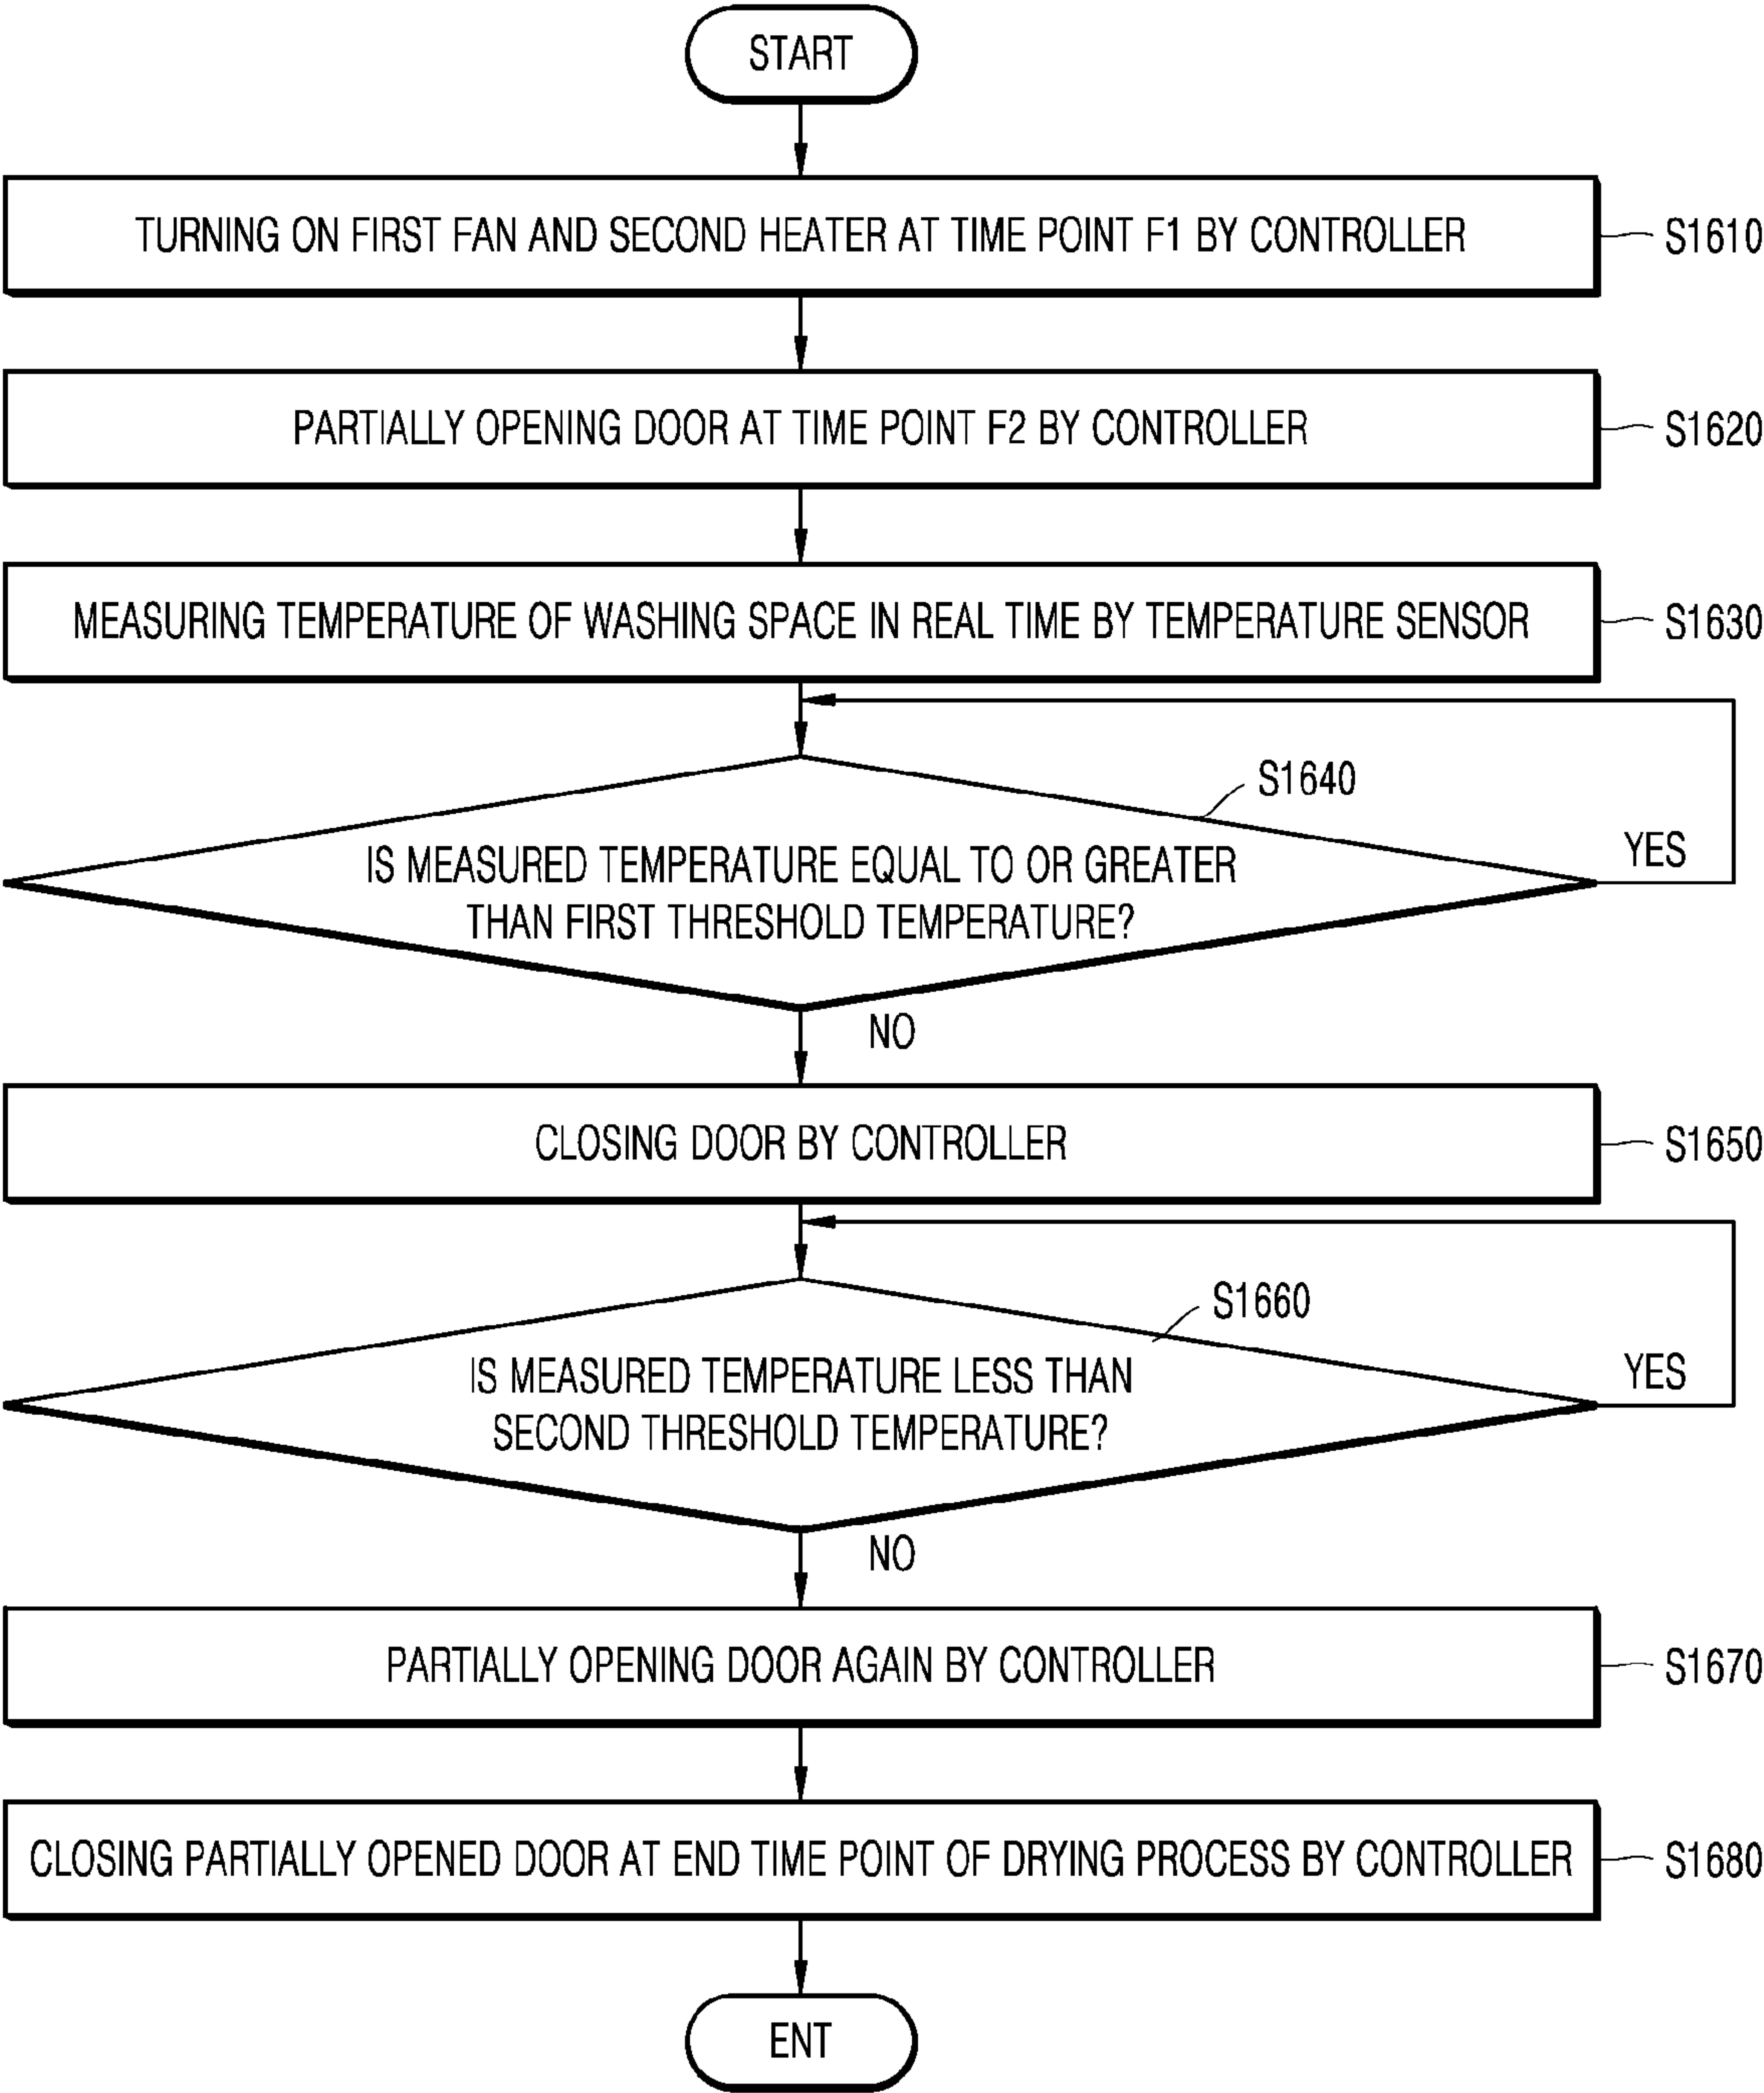 START
TURNING ON FIRST FAN AND SECOND HEATER AT TIME POINT F1 BY CONTROLLER
S1610
PARTIALLY OPENING DOOR AT TIME POINT F2 BY CONTROLLER
S1620
MEASURING TEMPERATURE OF WASHING SPACE IN REAL TIME BY TEMPERATURE SENSOR
S1630
S1640
IS MEASURED TEMPERATURE EQUAL TO OR GREATER
THAN FIRST THRESHOLD TEMPERATURE?
YES
NO
CLOSING DOOR BY CONTROLLER
S1650
S1660
IS MEASURED TEMPERATURE LESS THAN
SECOND THRESHOLD TEMPERATURE?
YES
NO
PARTIALLY OPENING DOOR AGAIN BY CONTROLLER
S1670
CLOSING PARTIALLY OPENED DOOR AT END TIME POINT OF DRYING PROCESS BY CONTROLLER
S1680
ENT